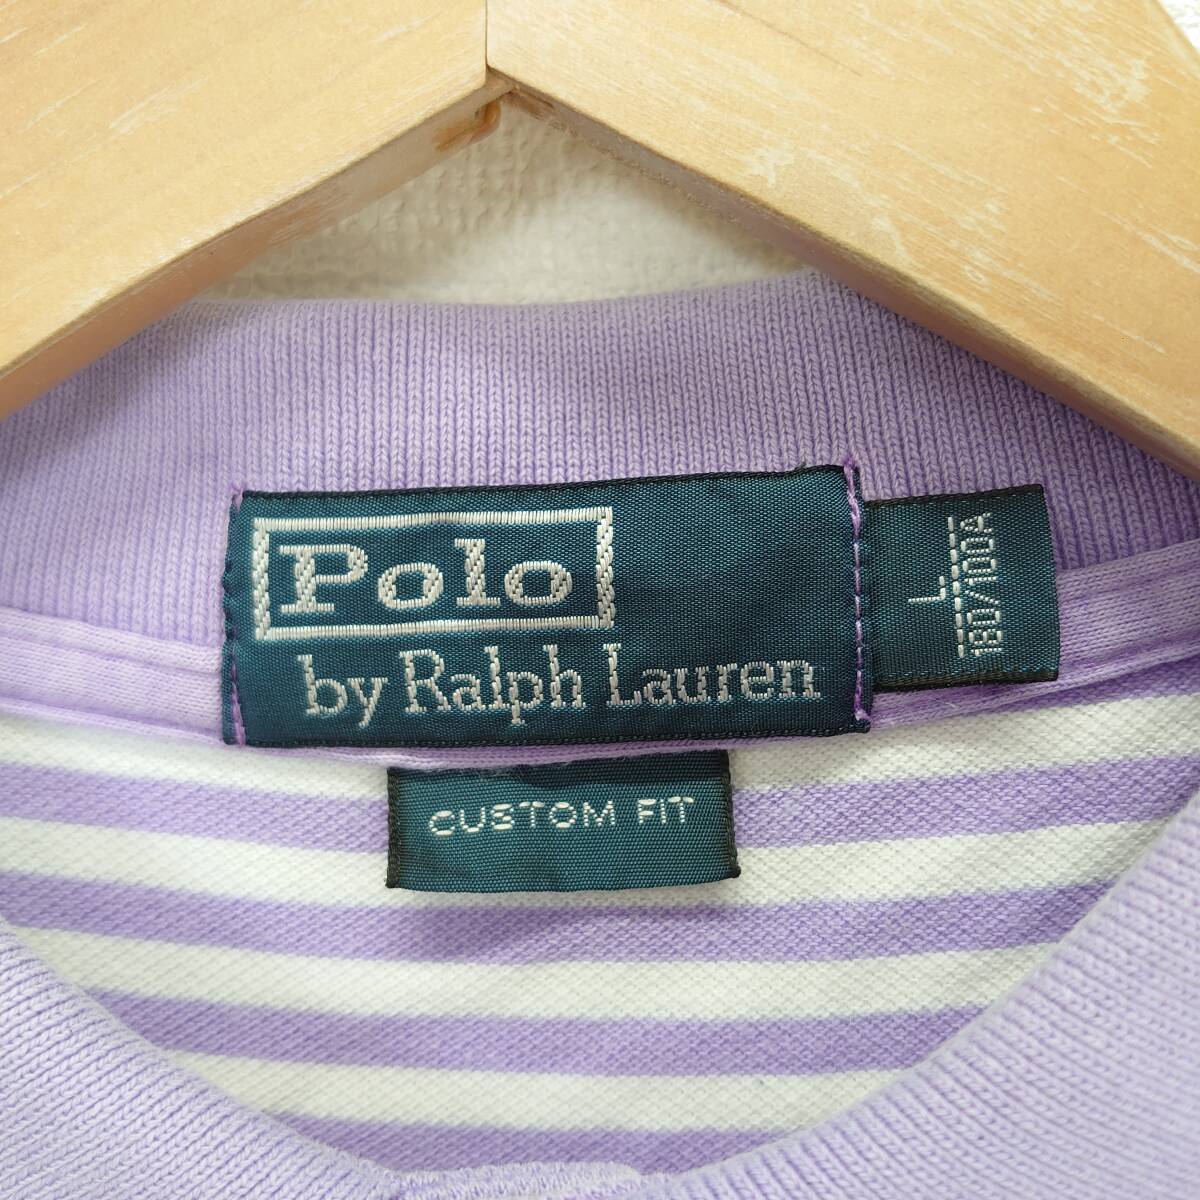 Polo
by Ralph Lauren
L
180/100A
CUSTOM FIT